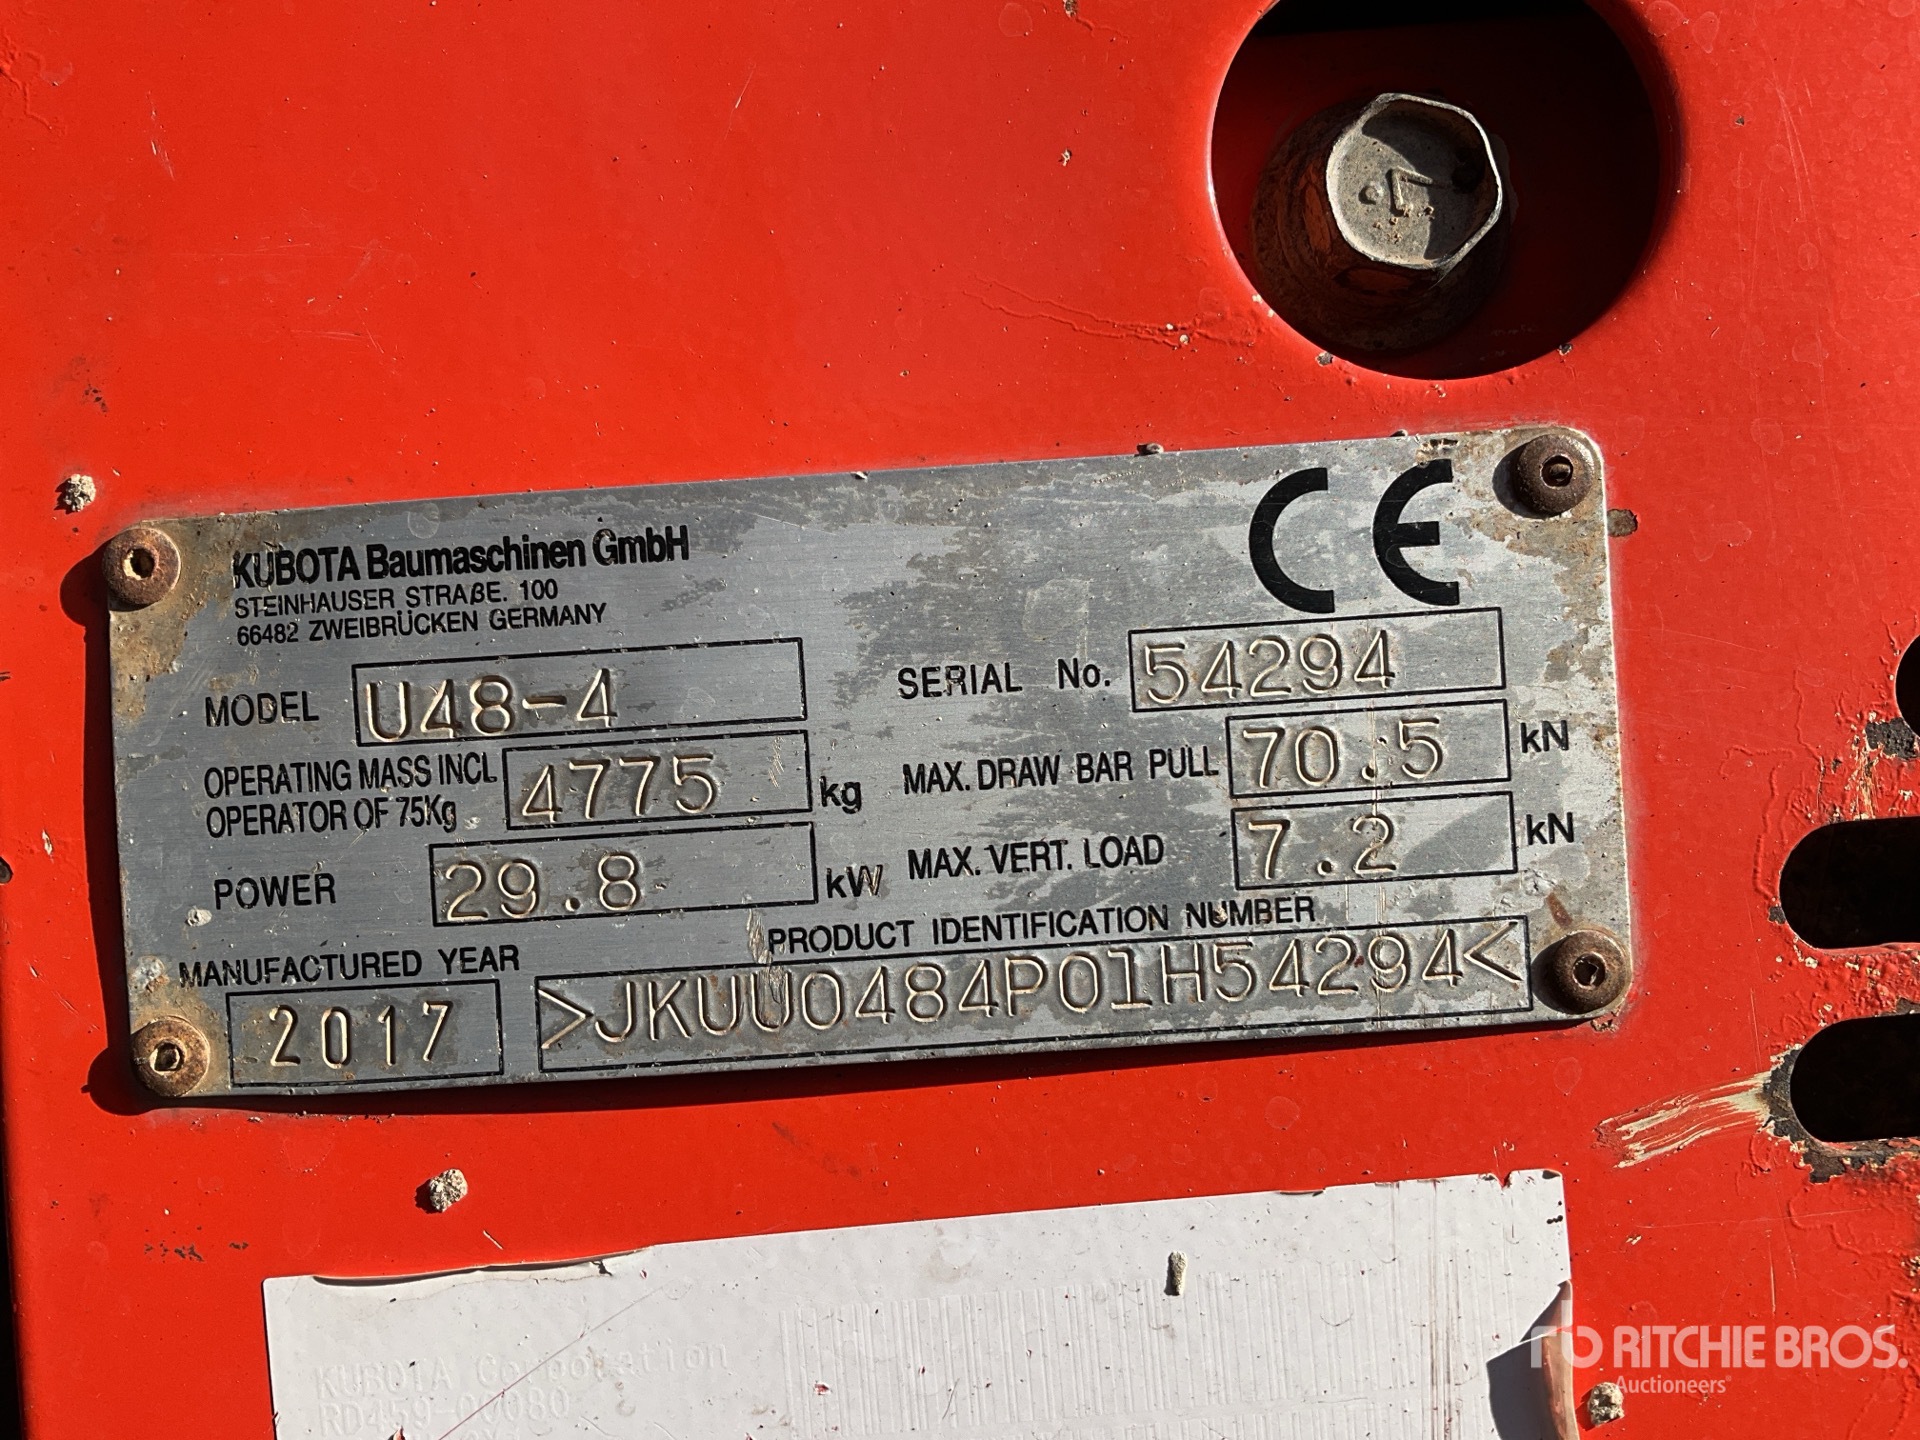 KUBOTA Baumaschinen GmbH
STEINHAUSER STRAßE. 100
66482 ZWEIBRÜCKEN GERMANY
CE
MODEL U48-4
SERIAL No. 54294
OPERATING MASS INCL
OPERATOR OF 75Kg 4775 kg
MAX. DRAW BAR PULL 70.5 kN
POWER 29.8 kW
MAX. VERT. LOAD 7.2 kN
MANUFACTURED YEAR
2017
PRODUCT IDENTIFICATION NUMBER
>JKUU0484P01H54294<
KUBOTA Corporation
RD459-00080
RITCHIE BROS.
Auctioneers